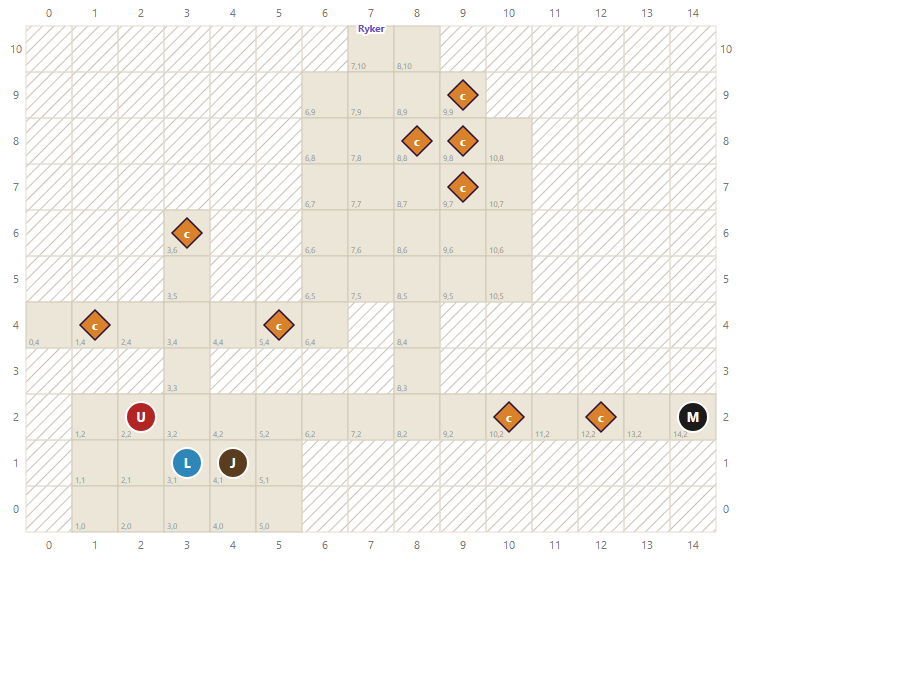 0 1 2 3 4 5 6 7 8 9 10 11 12 13 14
Ryker
10 7,10 8,10 10
9 c 6,9 7,9 8,9 9,9 9
8 c c 6,8 7,8 8,8 9,8 10,8 8
7 c 6,7 7,7 8,7 9,7 10,7 7
6 c 3,6 6,6 7,6 8,6 9,6 10,6 6
5 3,5 6,5 7,5 8,5 9,5 10,5 5
4 c c 0,4 1,4 2,4 3,4 4,4 5,4 6,4 8,4 4
3 3,3 8,3 3
2 U c c M 1,2 2,2 3,2 4,2 5,2 6,2 7,2 8,2 9,2 10,2 11,2 12,2 13,2 14,2 2
1 L J 1,1 2,1 3,1 4,1 5,1 1
0 1,0 2,0 3,0 4,0 5,0 0
0 1 2 3 4 5 6 7 8 9 10 11 12 13 14